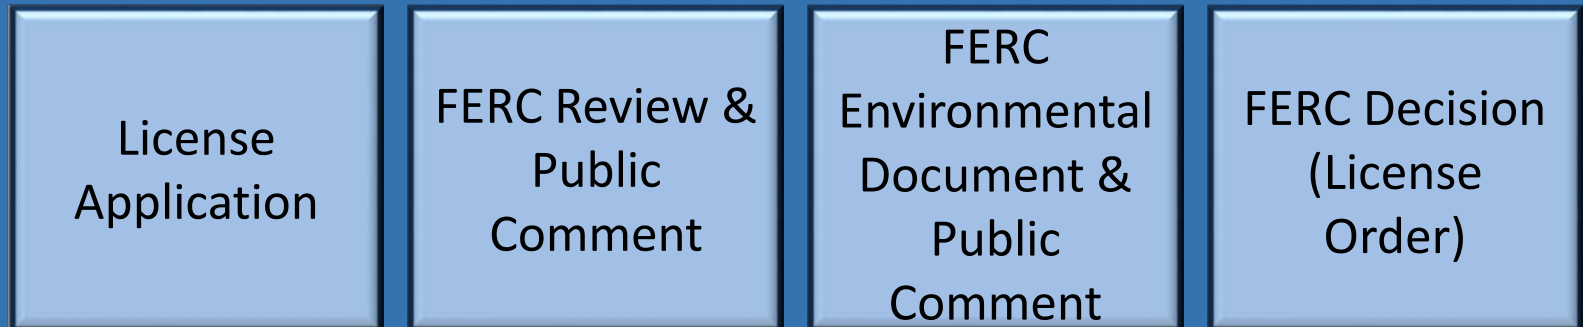 License
Application
FERC Review &
Public
Comment
FERC
Environmental
Document &
Public
Comment
FERC Decision
(License
Order)